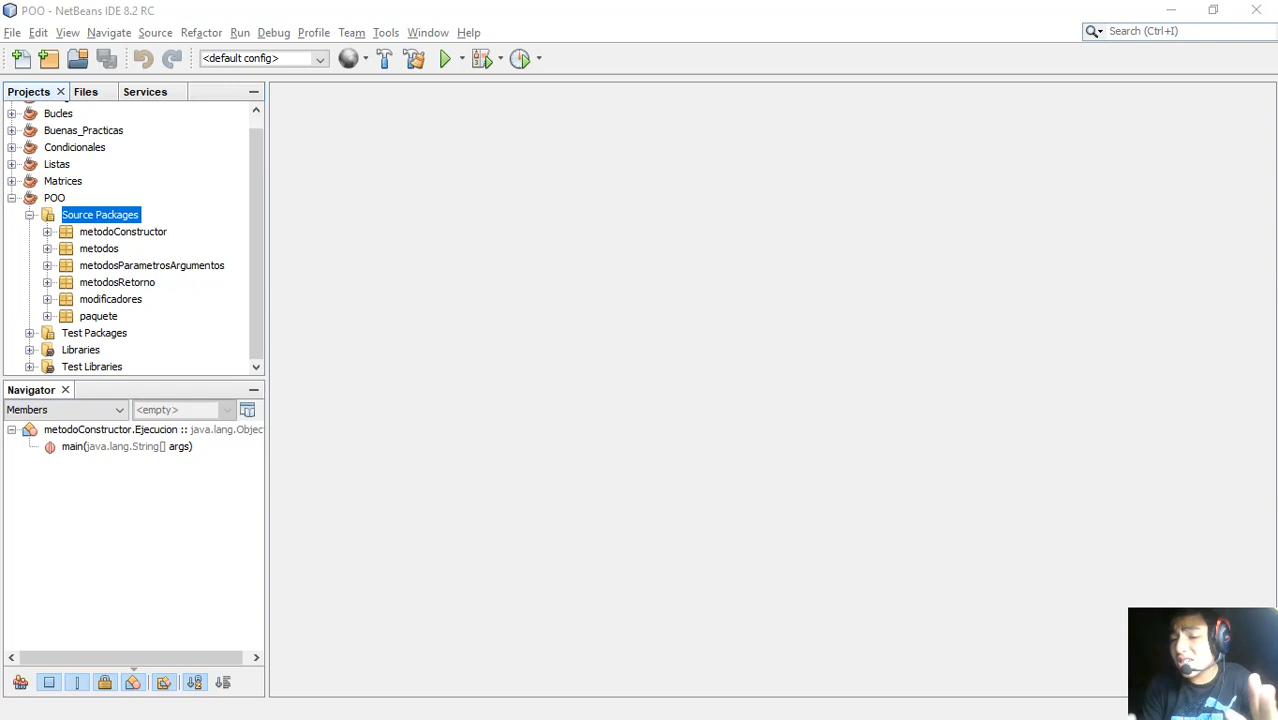 POO - NetBeans IDE 8.2 RC
File Edit View Navigate Source Refactor Run Debug Profile Team Tools Window Help
Search (Ctrl+I)
<default config>
Projects Files Services
Bucles
Buenas_Practicas
Condicionales
Listas
Matrices
POO
Source Packages
metodoConstructor
metodos
metodosParametrosArgumentos
metodosRetorno
modificadores
paquete
Test Packages
Libraries
Test Libraries
Navigator
Members <empty>
metodoConstructor.Ejecucion :: java.lang.Objec
main(java.lang.String[] args)